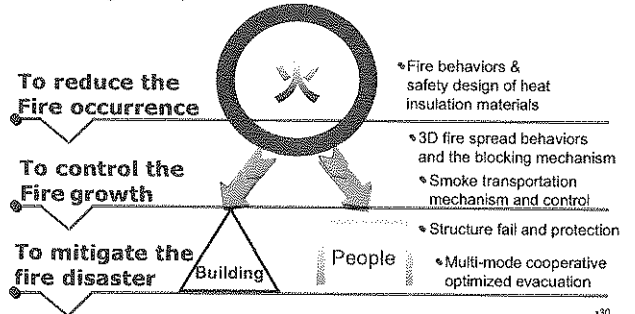 火
To reduce the
Fire occurrence
Fire behaviors &
safety design of heat
insulation materials
To control the
Fire growth
3D fire spread behaviors
and the blocking mechanism
Smoke transportation
mechanism and control
To mitigate the
fire disaster
Building
People
Structure fail and protection
Multi-mode cooperative
optimized evacuation
30